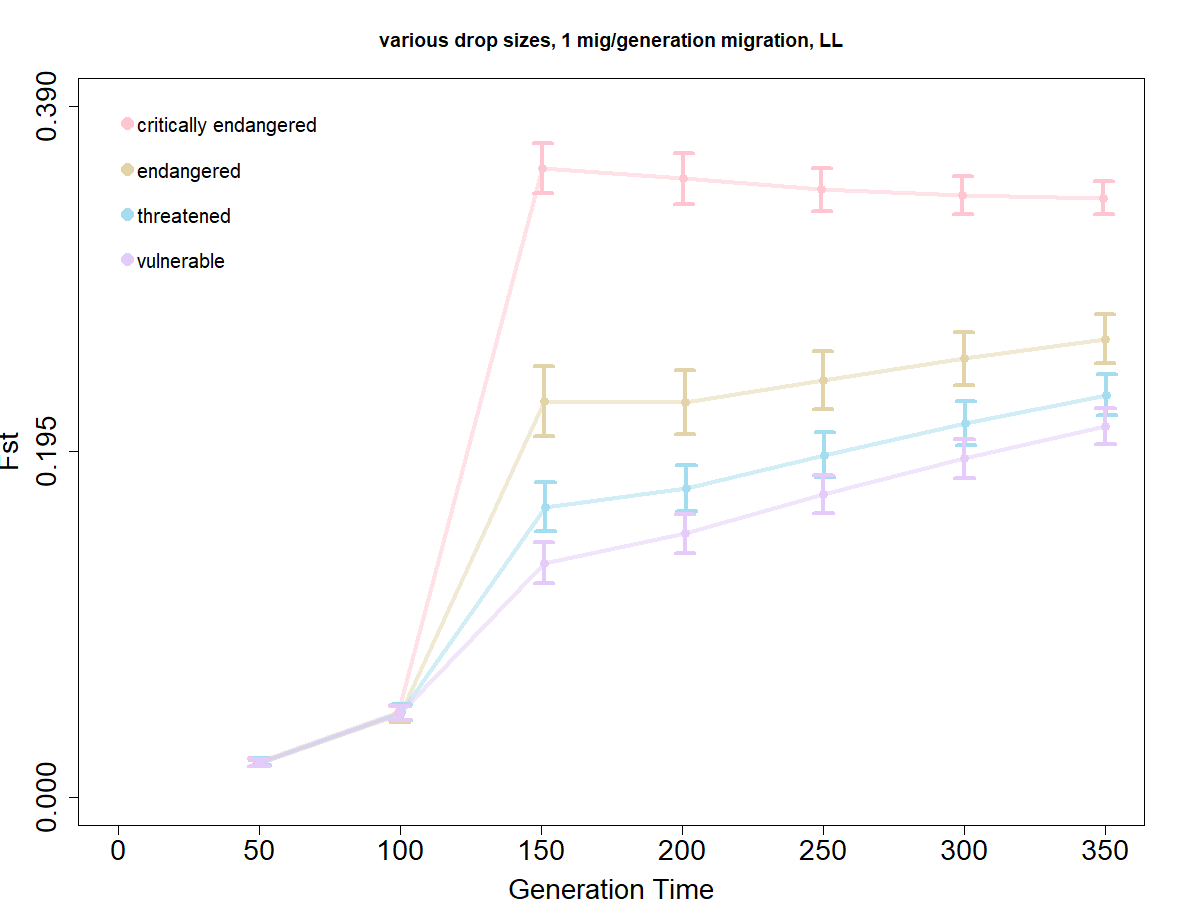 various drop sizes, 1 mig/generation migration, LL
0.390
critically endangered
endangered
threatened
vulnerable
0.195
Fst
0.000
0 50 100 150 200 250 300 350
Generation Time